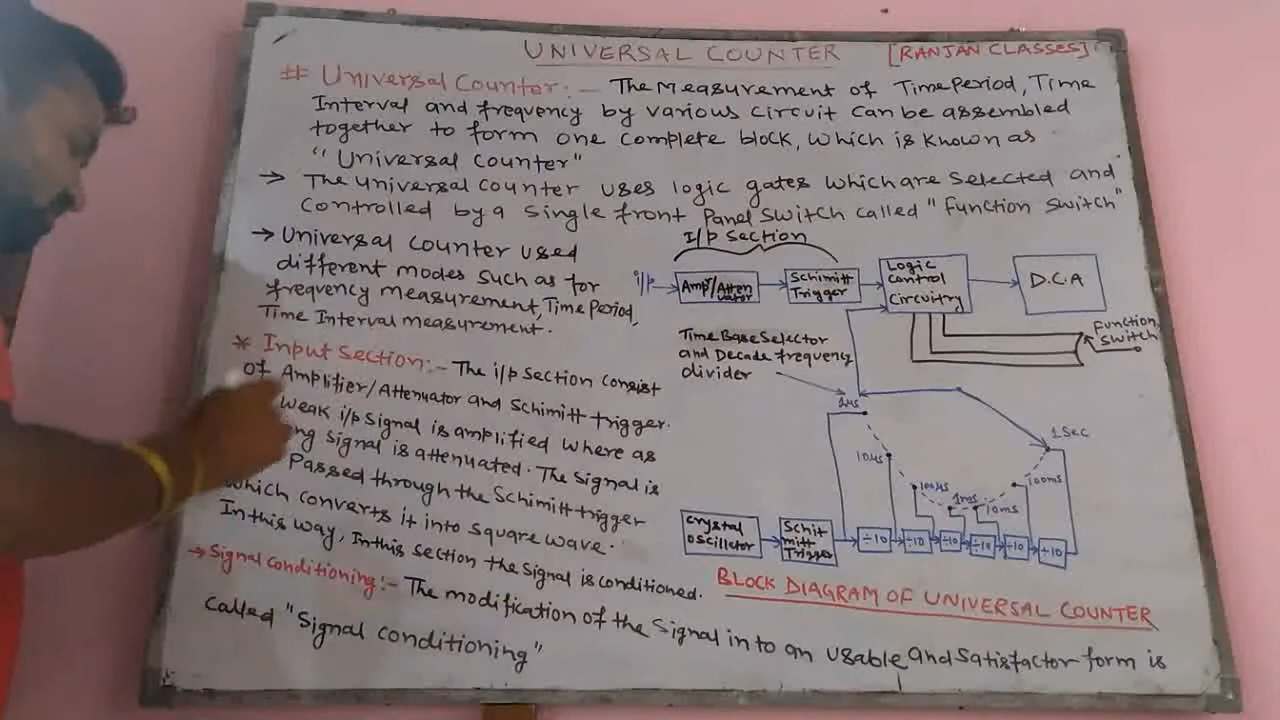 UNIVERSAL COUNTER [RANJAN CLASSES]
# Universal Counter:- The Measurement of Time Period, Time
Interval and frequency by various circuit can be assembled
together to form one complete block, which is known as
"Universal Counter"
→ The Universal Counter uses logic gates which are selected and
controlled by a single front Panel switch called "function switch"
→ Universal counter used
different modes such as for
frequency measurement, Time Period,
Time Interval measurement.
* Input section:- The i/p section consist
of Amplifier/Attenuator and Schimitt trigger.
weak i/p signal is amplified where as
signal is attenuated. The signal is
Passed through the Schimitt trigger
which converts it into square wave.
In this way, In this section the signal is conditioned.
→ Signal conditioning:- The modification of the signal in to an usable and satisfactor form is
called "Signal conditioning"
I/p section
i/p
Amp/Atten
uator
Schimitt
Trigger
Logic
control
Circuitry
D.C.A
Function
switch
Time Base Selector
and Decade frequency
divider
1μs
10μs
100μs
1ms
10ms
100ms
1 Sec
crystal
oscillator
Schi
mitt
Trigger
÷10
÷10
÷10
÷10
÷10
÷10
BLOCK DIAGRAM OF UNIVERSAL COUNTER